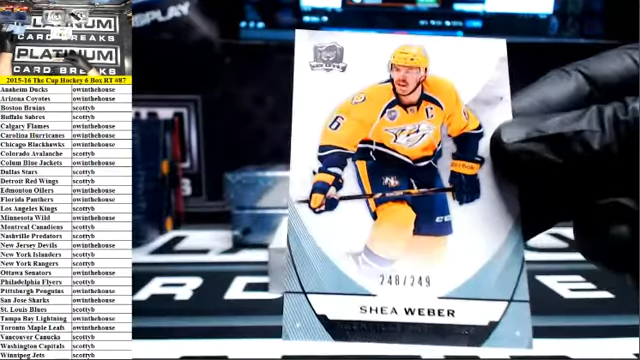 PLATINUM
CARD BREAKS
PLATINUM
CARD BREAKS
2015-16 The Cup Hockey 6 Box RT #87
Anaheim Ducks owinthehouse
Arizona Coyotes owinthehouse
Boston Bruins scottyb
Buffalo Sabres scottyb
Calgary Flames owinthehouse
Carolina Hurricanes owinthehouse
Chicago Blackhawks owinthehouse
Colorado Avalanche scottyb
Colum Blue Jackets owinthehouse
Dallas Stars scottyb
Detroit Red Wings scottyb
Edmonton Oilers owinthehouse
Florida Panthers owinthehouse
Los Angeles Kings scottyb
Minnesota Wild owinthehouse
Montreal Canadiens scottyb
Nashville Predators scottyb
New Jersey Devils owinthehouse
New York Islanders scottyb
New York Rangers scottyb
Ottawa Senators owinthehouse
Philadelphia Flyers scottyb
Pittsburgh Penguins owinthehouse
San Jose Sharks owinthehouse
St. Louis Blues scottyb
Tampa Bay Lightning owinthehouse
Toronto Maple Leafs owinthehouse
Vancouver Canucks scottyb
Washington Capitals scottyb
Winnipeg Jets scottyb
DISPLAY
C
6
CCM
248/249
SHEA WEBER